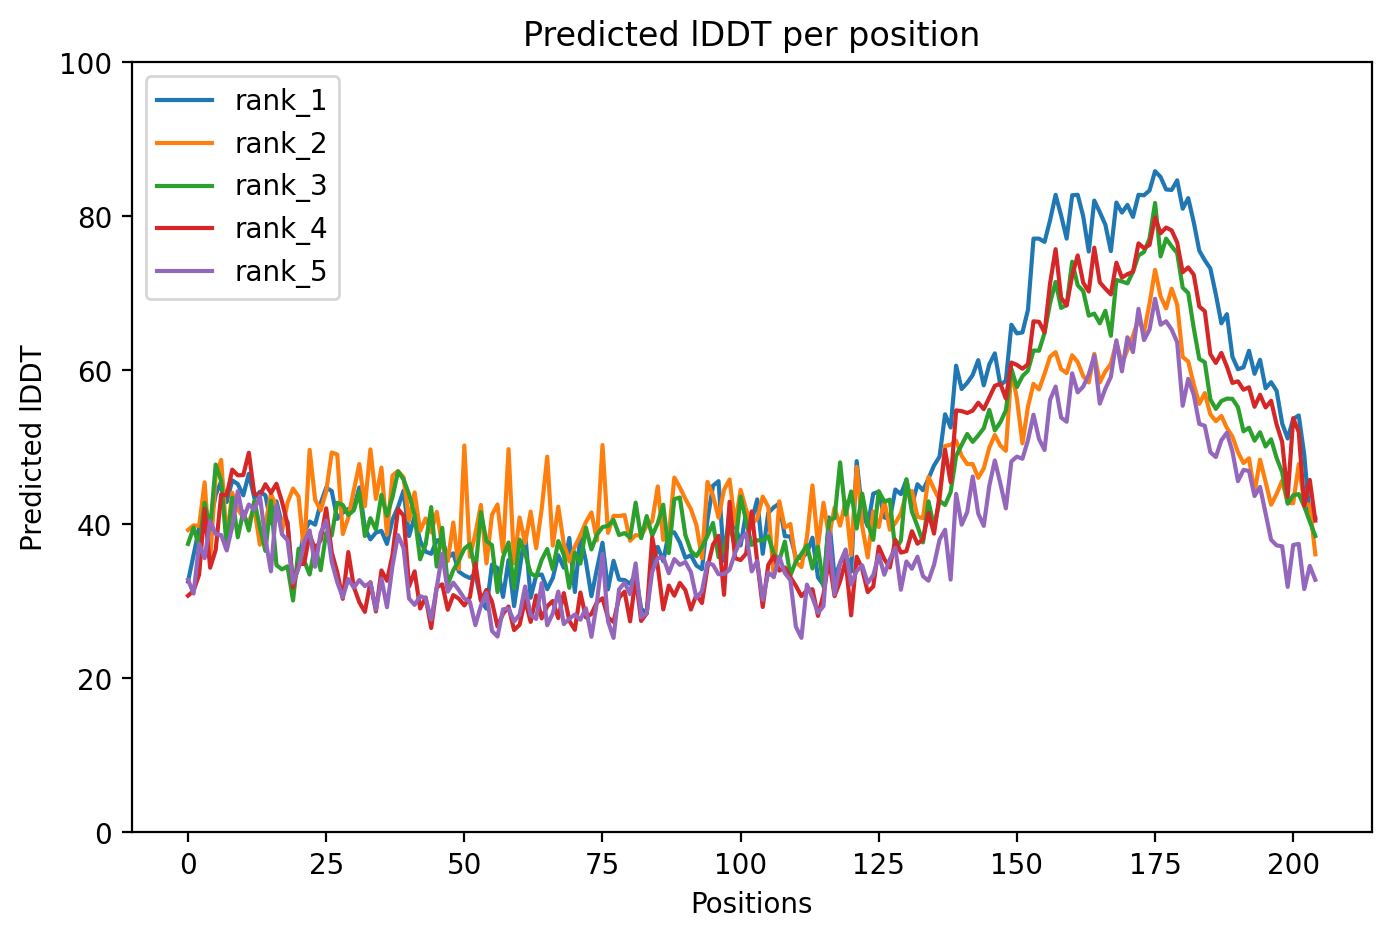 Predicted lDDT per position
100
80
60
40
20
0
Predicted lDDT
rank_1
rank_2
rank_3
rank_4
rank_5
0 25 50 75 100 125 150 175 200
Positions